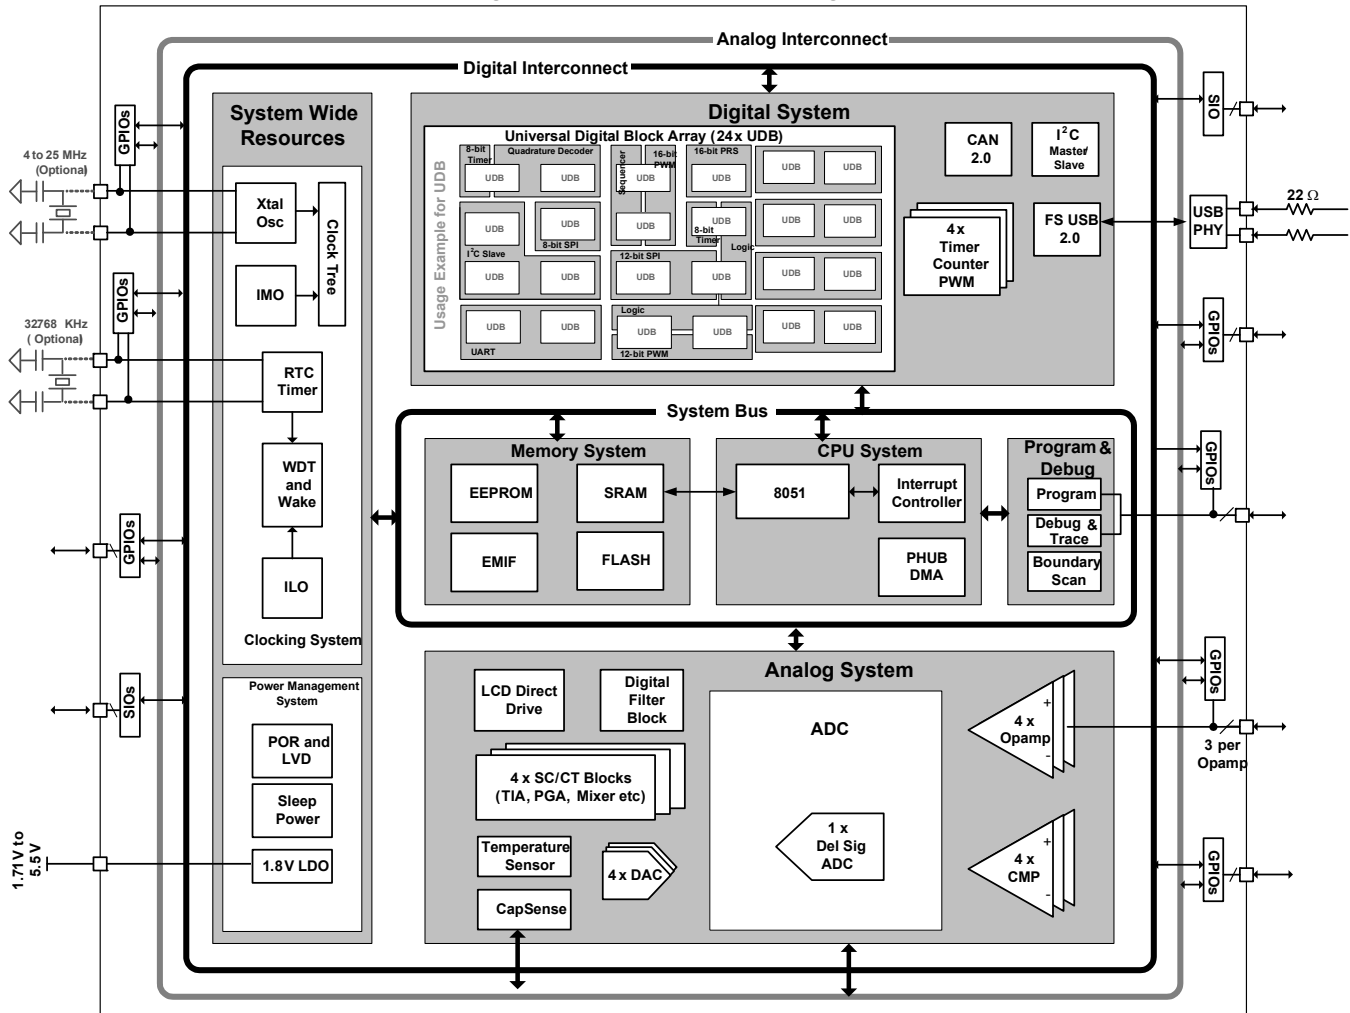 Analog Interconnect
Digital Interconnect
System Wide
Resources
Digital System
Universal Digital Block Array (24x UDB)
Usage Example for UDB
8-bit
Timer
Quadrature Decoder
Sequencer
16-bit
PWM
16-bit PRS
UDB
UDB
UDB
UDB
UDB
UDB
UDB
UDB
UDB
UDB
8-bit
Timer
UDB
UDB
I²C Slave
8-bit SPI
12-bit SPI
Logic
UDB
UDB
UDB
UDB
UDB
UDB
Logic
UDB
UDB
UDB
UDB
UDB
UDB
UART
12-bit PWM
CAN
2.0
I²C
Master/
Slave
4x
Timer
Counter
PWM
FS USB
2.0
SIO
USB
PHY
22 Ω
GPIOs
GPIOs
GPIOs
3 per
Opamp
GPIOs
GPIOs
4 to 25 MHz
(Optional)
GPIOs
32768 KHz
( Optional)
GPIOs
SIOs
1.71V to
5.5V
Xtal
Osc
Clock Tree
IMO
RTC
Timer
WDT
and
Wake
ILO
Clocking System
Power Management
System
POR and
LVD
Sleep
Power
1.8V LDO
System Bus
Memory System
EEPROM
SRAM
EMIF
FLASH
CPU System
8051
Interrupt
Controller
PHUB
DMA
Program &
Debug
Program
Debug &
Trace
Boundary
Scan
Analog System
LCD Direct
Drive
Digital
Filter
Block
4 x SC/CT Blocks
(TIA, PGA, Mixer etc)
Temperature
Sensor
4 x DAC
CapSense
ADC
1 x
Del Sig
ADC
+
4 x
Opamp
-
+
4 x
CMP
-